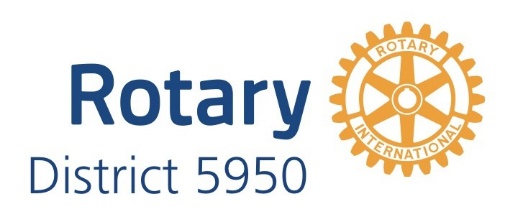 Rotary
District 5950
ROTARY
INTERNATIONAL